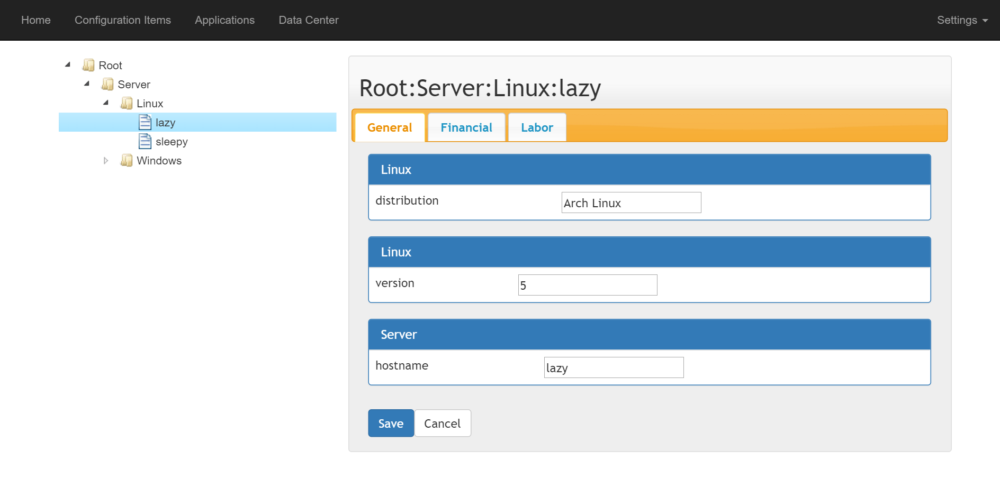 Home Configuration Items Applications Data Center Settings
Root
Server
Linux
lazy
sleepy
Windows
Root:Server:Linux:lazy
General Financial Labor
Linux
distribution Arch Linux
Linux
version 5
Server
hostname lazy
Save Cancel